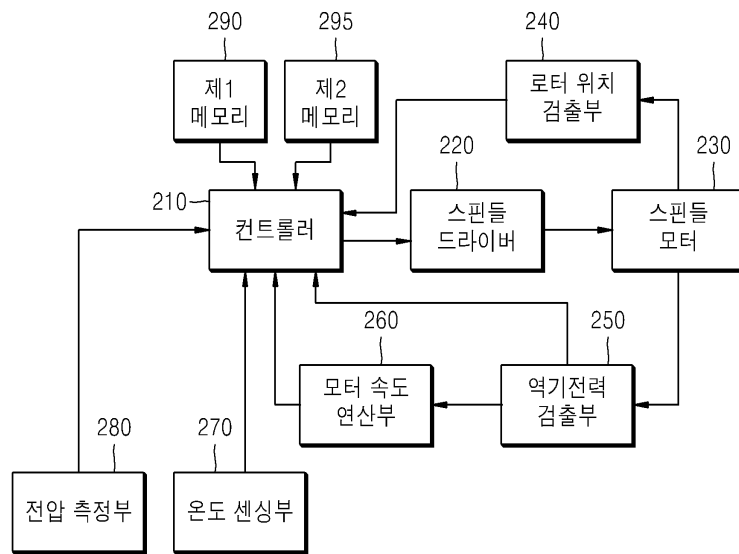 290
295
240
제1
메모리
제2
메모리
로터 위치
검출부
220
230
210
컨트롤러
스핀들
드라이버
스핀들
모터
260
250
모터 속도
연산부
역기전력
검출부
280
270
전압 측정부
온도 센싱부